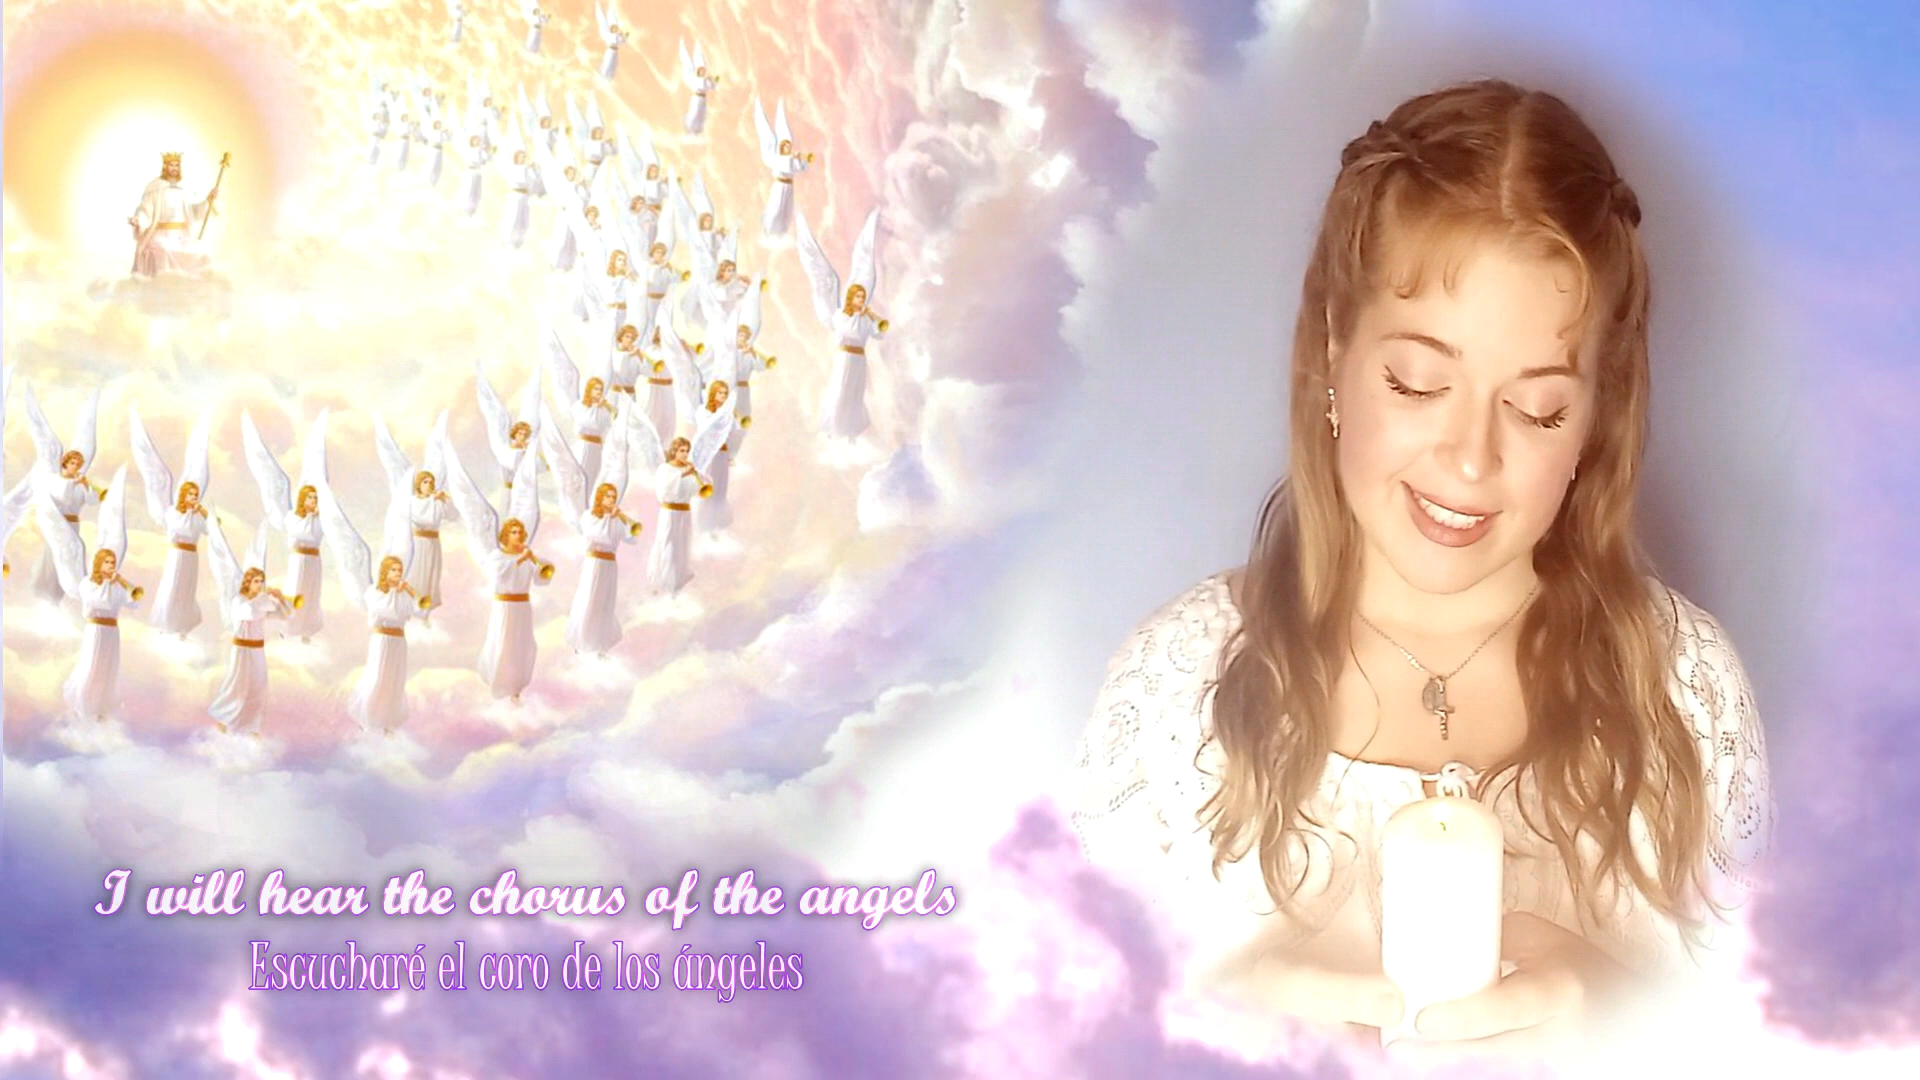 I will hear the chorus of the angels
Escucharé el coro de los ángeles